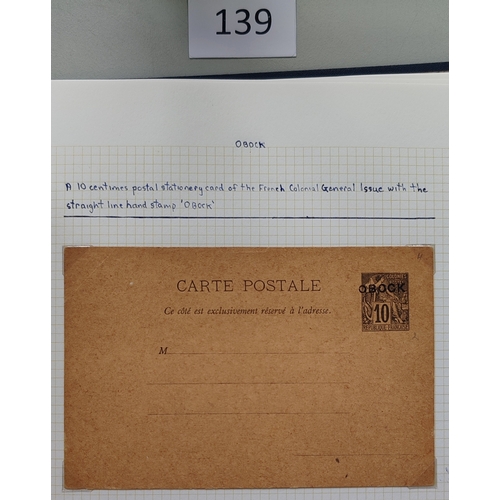 139
OBOCK
A 10 centimes postal stationery card of the French Colonial General Issue with the
straight line hand stamp 'OBOCK'
CARTE POSTALE
Ce côté est exclusivement réservé à l'adresse.
OBOCK
10
RÉPUBLIQUE FRANÇAISE
M